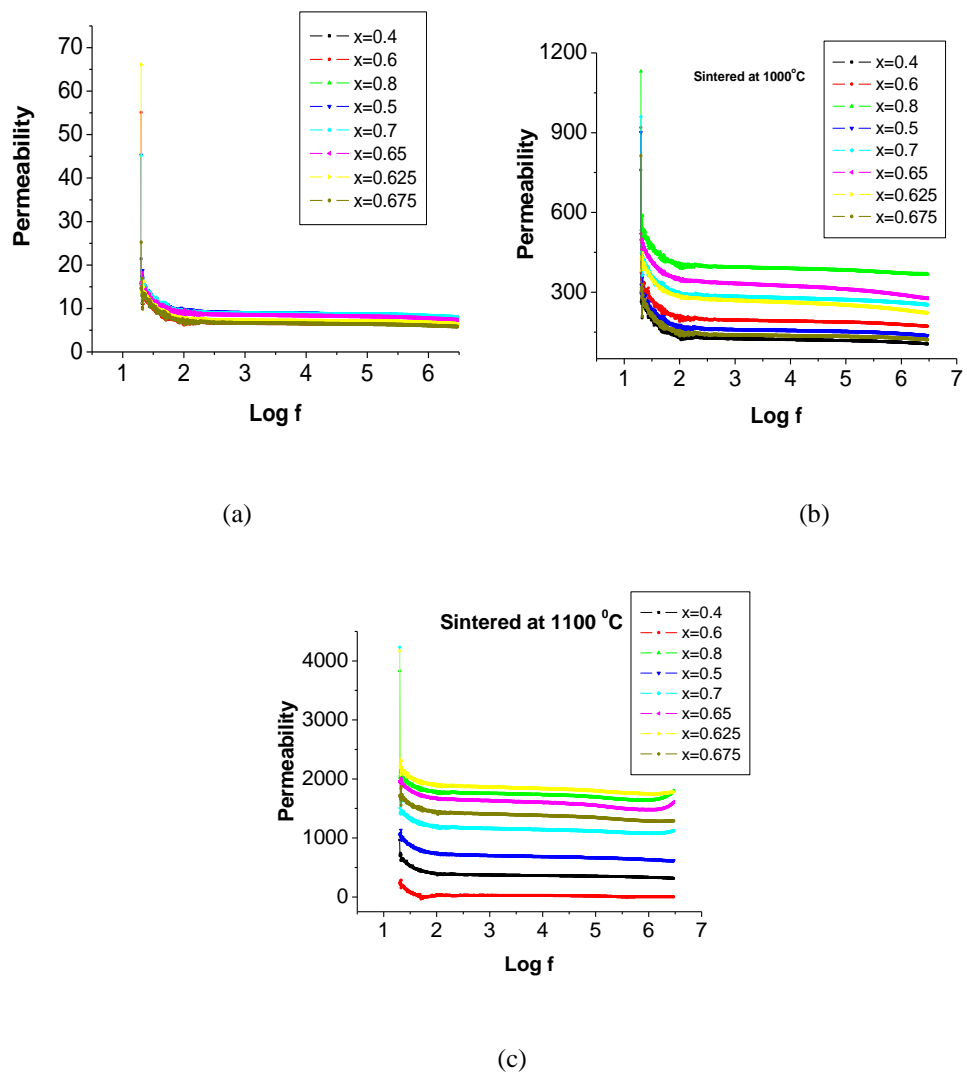 70
60
50
40
30
20
10
0
1 2 3 4 5 6
Permeability
Log f
x=0.4
x=0.6
x=0.8
x=0.5
x=0.7
x=0.65
x=0.625
x=0.675
(a)
1200
900
600
300
1 2 3 4 5 6 7
Permeability
Log f
Sintered at 1000°C
x=0.4
x=0.6
x=0.8
x=0.5
x=0.7
x=0.65
x=0.625
x=0.675
(b)
Sintered at 1100 ⁰C
4000
3000
2000
1000
0
1 2 3 4 5 6 7
Permeability
Log f
x=0.4
x=0.6
x=0.8
x=0.5
x=0.7
x=0.65
x=0.625
x=0.675
(c)